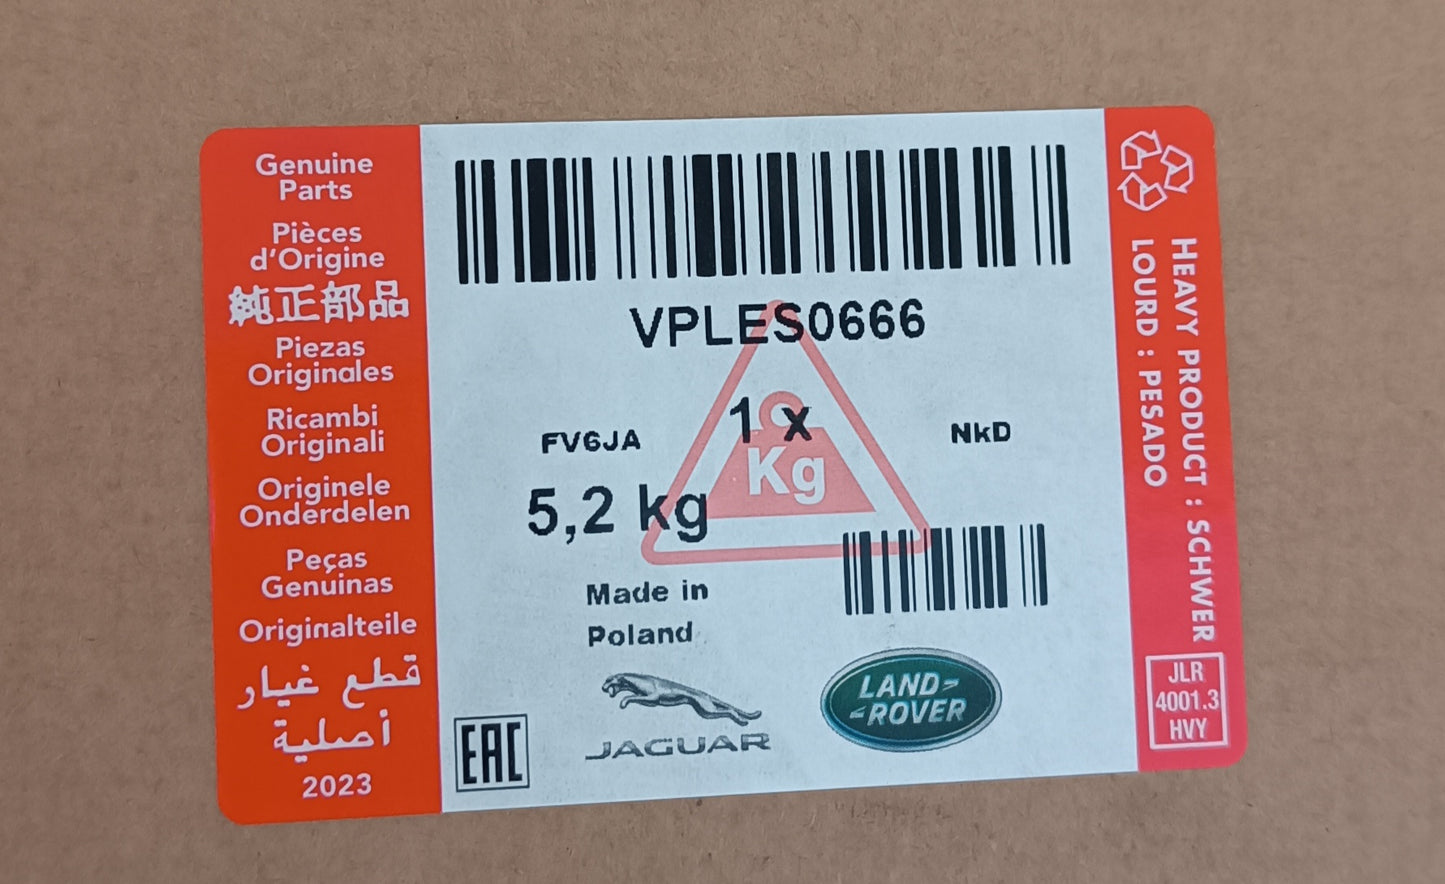 Genuine
Parts
Pièces
d'Origine
純正部品
Piezas
Originales
Ricambi
Originali
Originele
Onderdelen
Peças
Genuinas
Originalteile
قطع غيار
أصلية
2023
VPLES0666
FV6JA
1 x
NkD
Kg
5,2 kg
Made in
Poland
EAC
JAGUAR
LAND-
-ROVER
HEAVY PRODUCT : SCHWER
LOURD : PESADO
JLR
4001.3
HVY